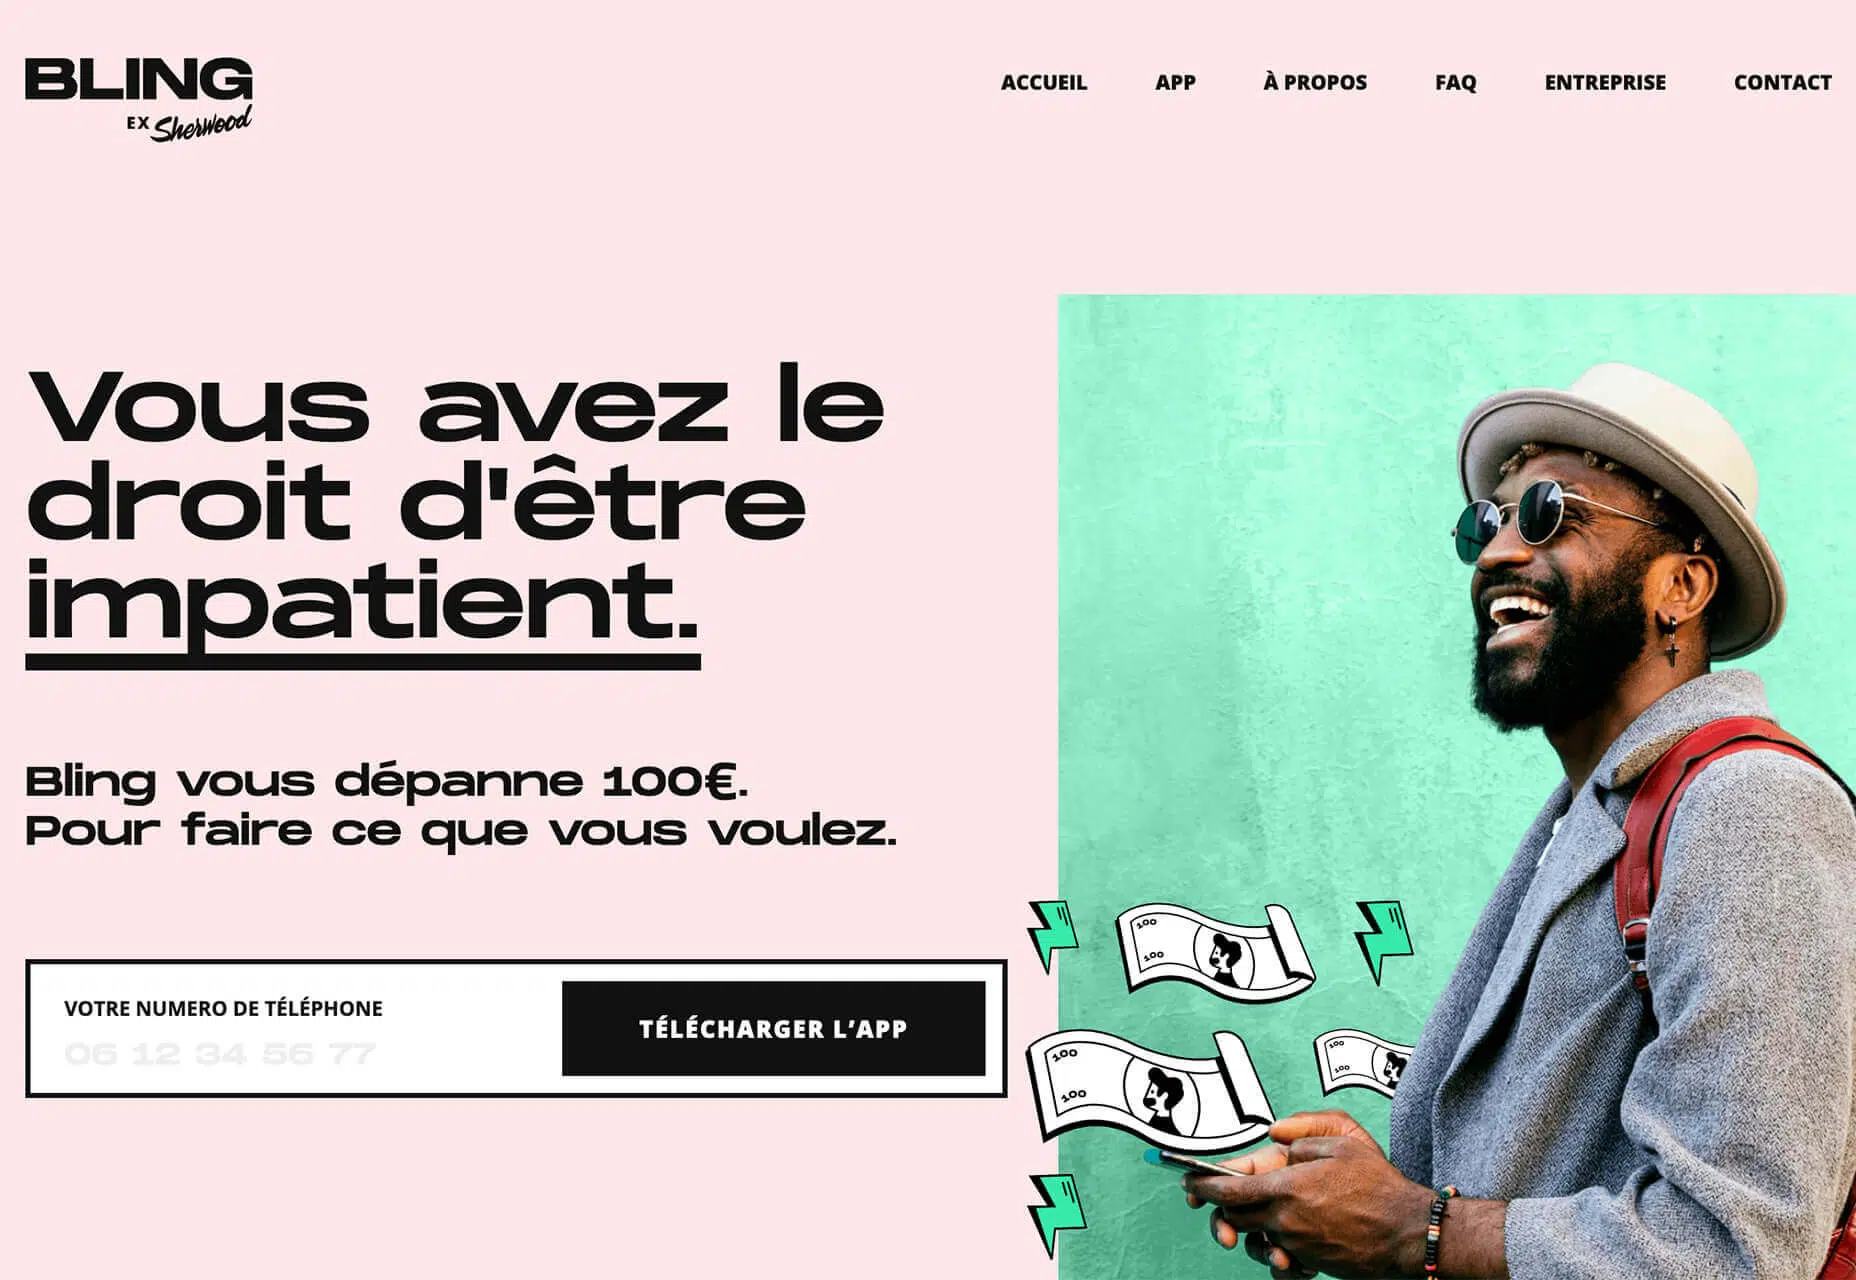 BLING
EX Sherwood
ACCUEIL
APP
À PROPOS
FAQ
ENTREPRISE
CONTACT
Vous avez le
droit d'être
impatient.
Bling vous dépanne 100€.
Pour faire ce que vous voulez.
VOTRE NUMERO DE TÉLÉPHONE
06 12 34 56 77
TÉLÉCHARGER L’APP
100
100
100
100
100
100